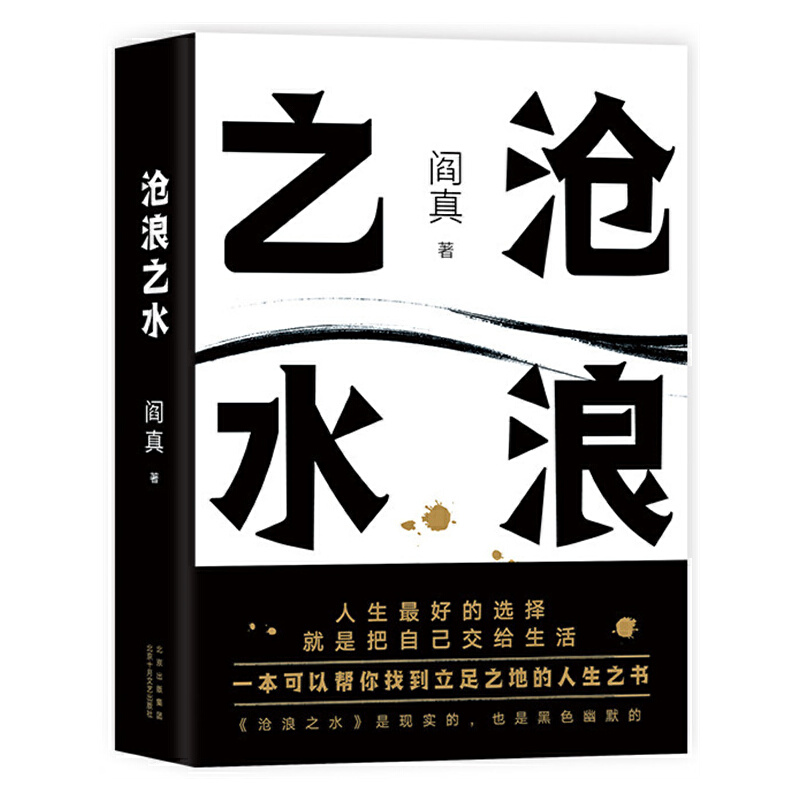 沧浪之水
阎真
著
人生最好的选择
就是把自己交给生活
一本可以帮你找到立足之地的人生之书
《沧浪之水》是现实的，也是黑色幽默的
沧浪之水
阎真
著
北京出版集团
北京十月文艺出版社